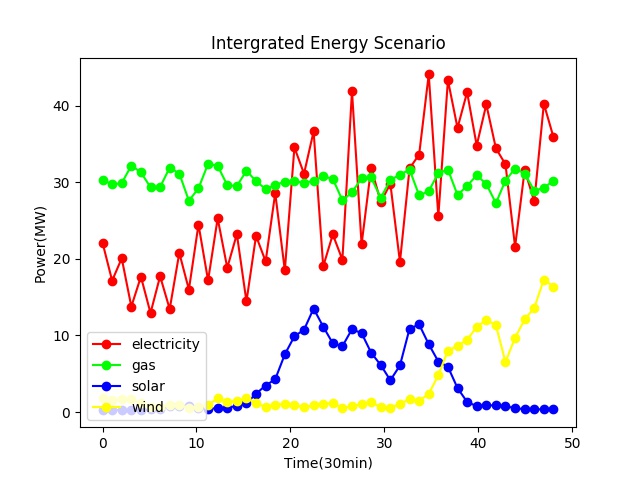 Intergrated Energy Scenario
Power(MW)
40
30
20
10
0
electricity
gas
solar
wind
0 10 20 30 40 50
Time(30min)